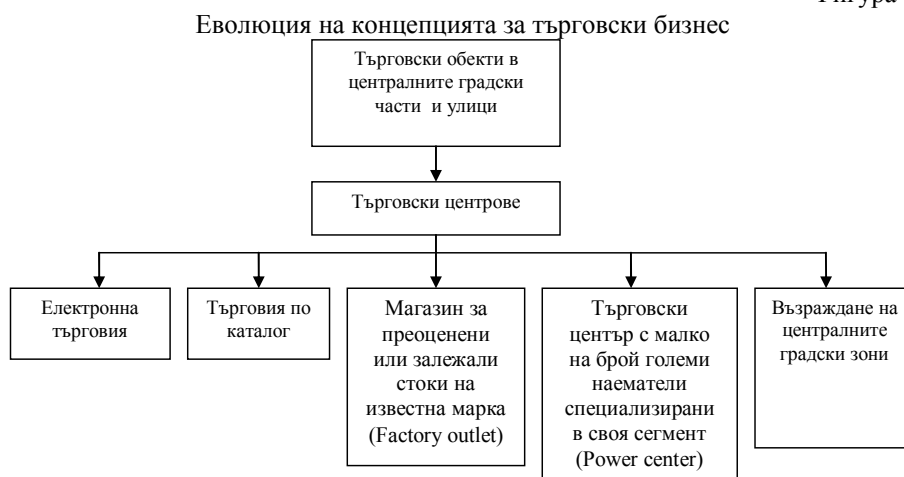 Еволюция на концепцията за търговски бизнес
Търговски обекти в
централните градски
части и улици
Търговски центрове
Електронна
търговия
Търговия по
каталог
Магазин за
преоценени
или залежали
стоки на
известна марка
(Factory outlet)
Търговски
център с малко
на брой големи
наематели
специализирани
в своя сегмент
(Power center)
Възраждане на
централните
градски зони